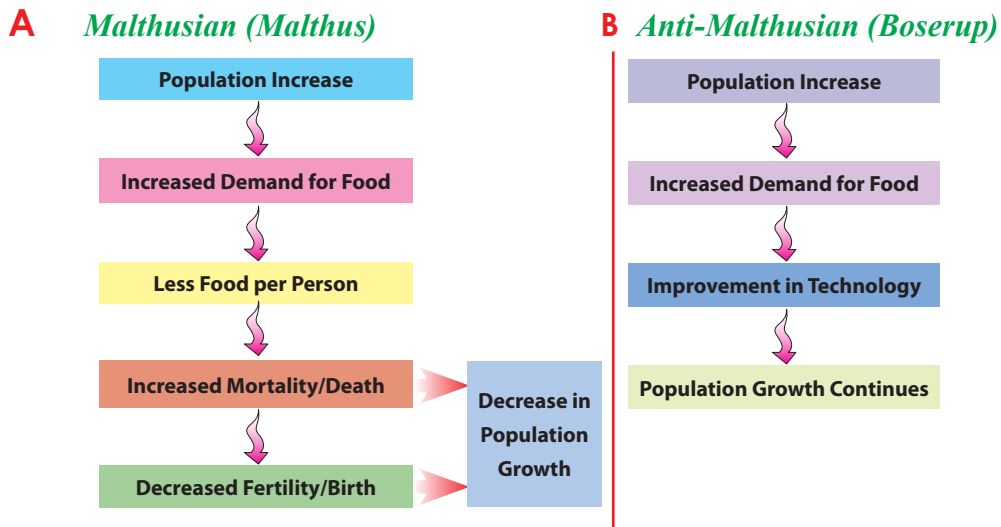 A Malthusian (Malthus)
Population Increase
Increased Demand for Food
Less Food per Person
Increased Mortality/Death
Decreased Fertility/Birth
Decrease in
Population
Growth
B Anti-Malthusian (Boserup)
Population Increase
Increased Demand for Food
Improvement in Technology
Population Growth Continues